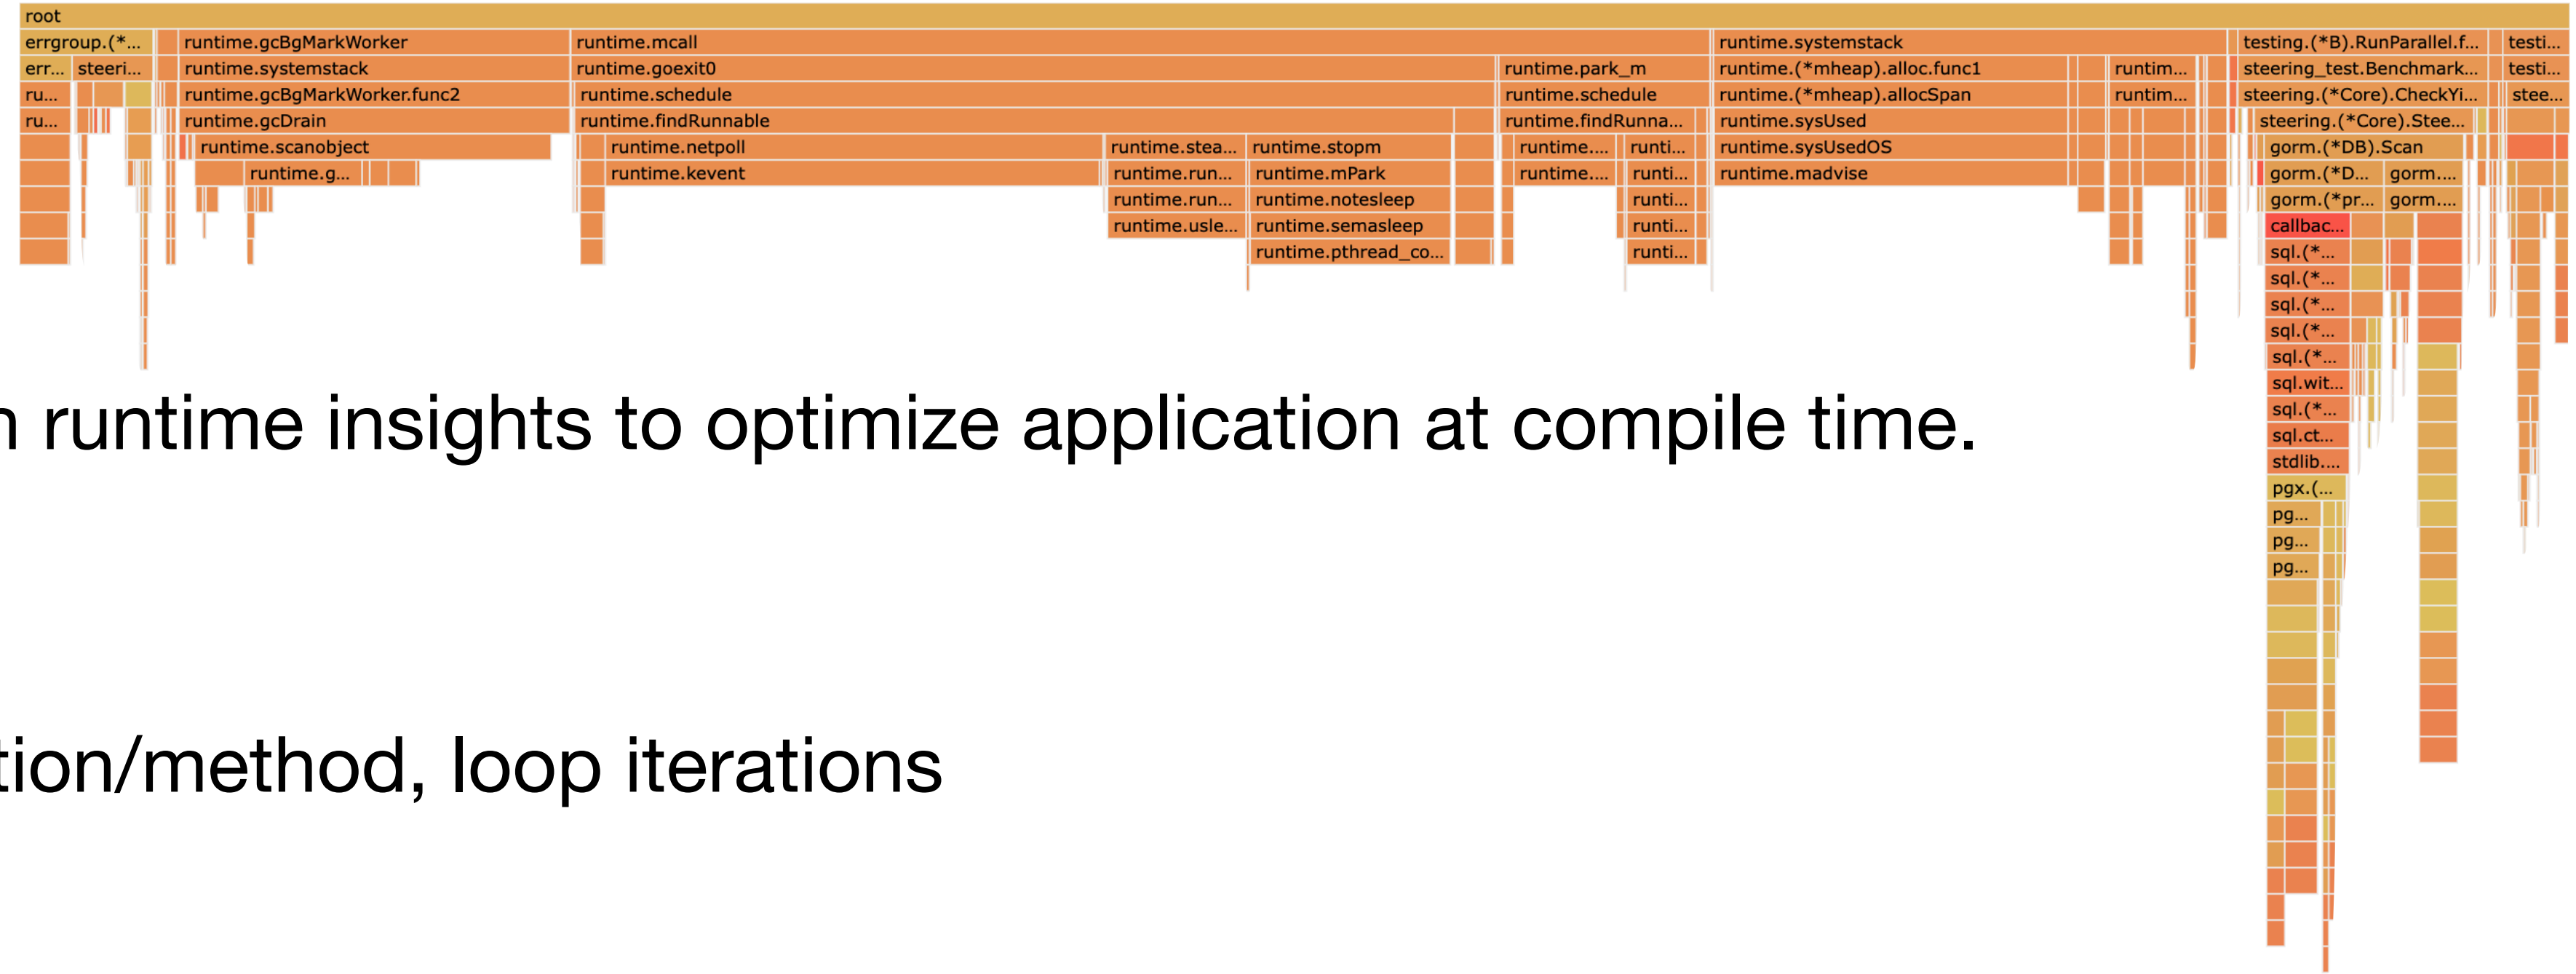 root
errgroup.(*... runtime.gcBgMarkWorker runtime.mcall runtime.systemstack testing.(*B).RunParallel.f... testi...
err... steeri... runtime.systemstack runtime.goexit0 runtime.park_m runtime.(*mheap).alloc.func1 runtim... steering_test.Benchmark... testi...
ru... runtime.gcBgMarkWorker.func2 runtime.schedule runtime.schedule runtime.(*mheap).allocSpan runtim... steering.(*Core).CheckYi... stee...
ru... runtime.gcDrain runtime.findRunnable runtime.findRunna... runtime.sysUsed steering.(*Core).Stee...
runtime.scanobject runtime.netpoll runtime.stea... runtime.stopm runtime.... runti... runtime.sysUsedOS gorm.(*DB).Scan
runtime.g... runtime.kevent runtime.run... runtime.mPark runtime.... runti... runtime.madvise gorm.(*D... gorm....
runtime.run... runtime.notesleep runti... gorm.(*pr... gorm....
runtime.usle... runtime.semasleep runti... callbac...
runtime.pthread_co... runti... sql.(*...
sql.(*...
sql.(*...
sql.(*...
sql.(*...
sql.wit...
sql.(*...
sql.ct...
stdlib....
pgx.(...
pg...
pg...
pg...
n runtime insights to optimize application at compile time.
tion/method, loop iterations